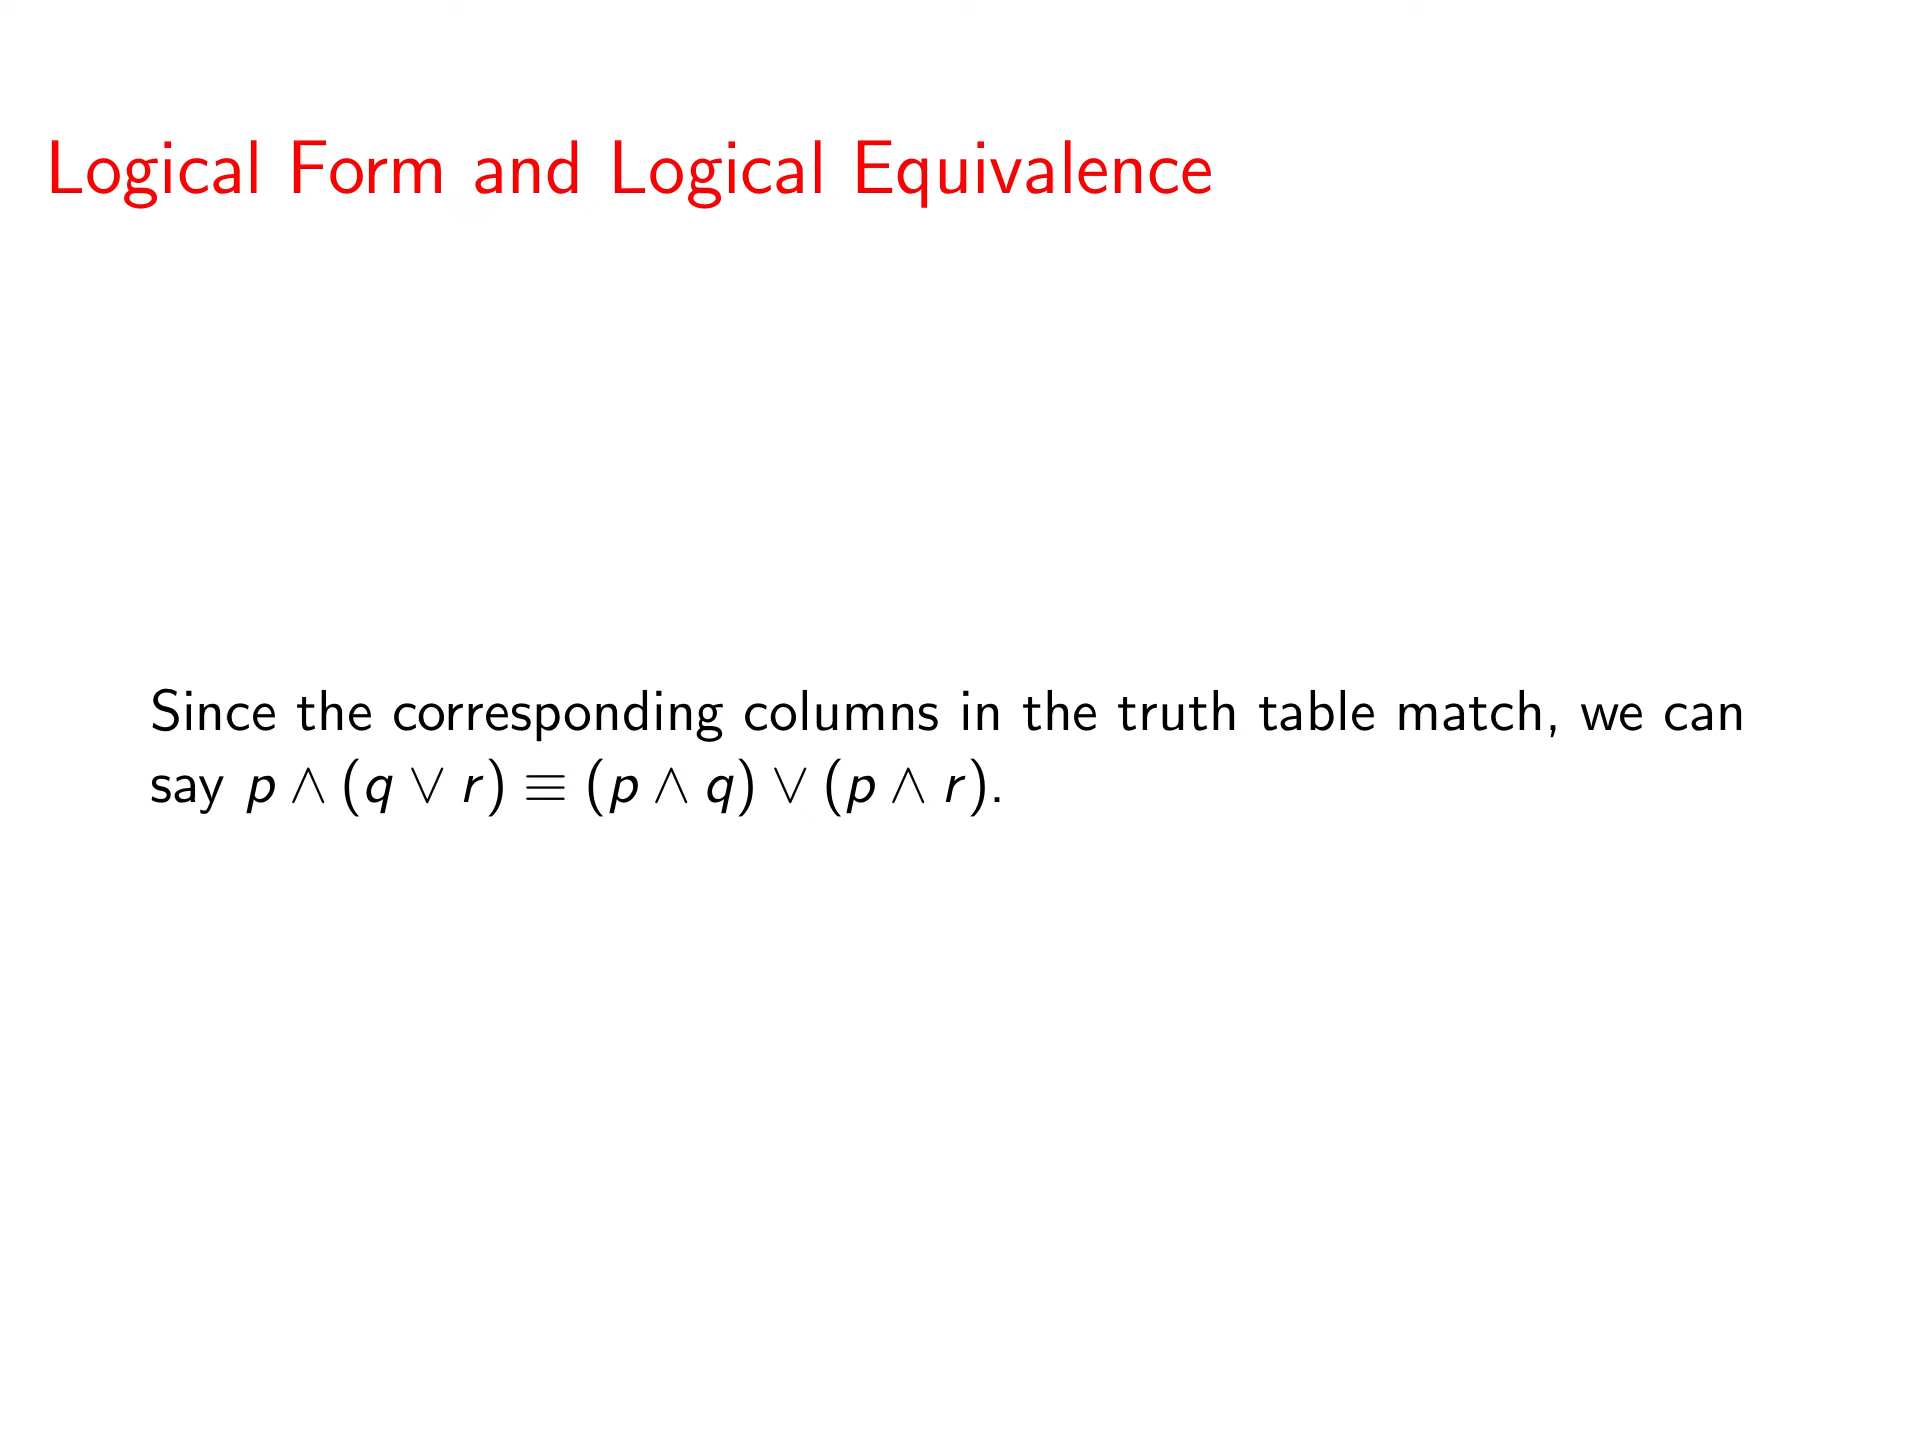 Logical Form and Logical Equivalence
Since the corresponding columns in the truth table match, we can
say p ∧ (q ∨ r) ≡ (p ∧ q) ∨ (p ∧ r).